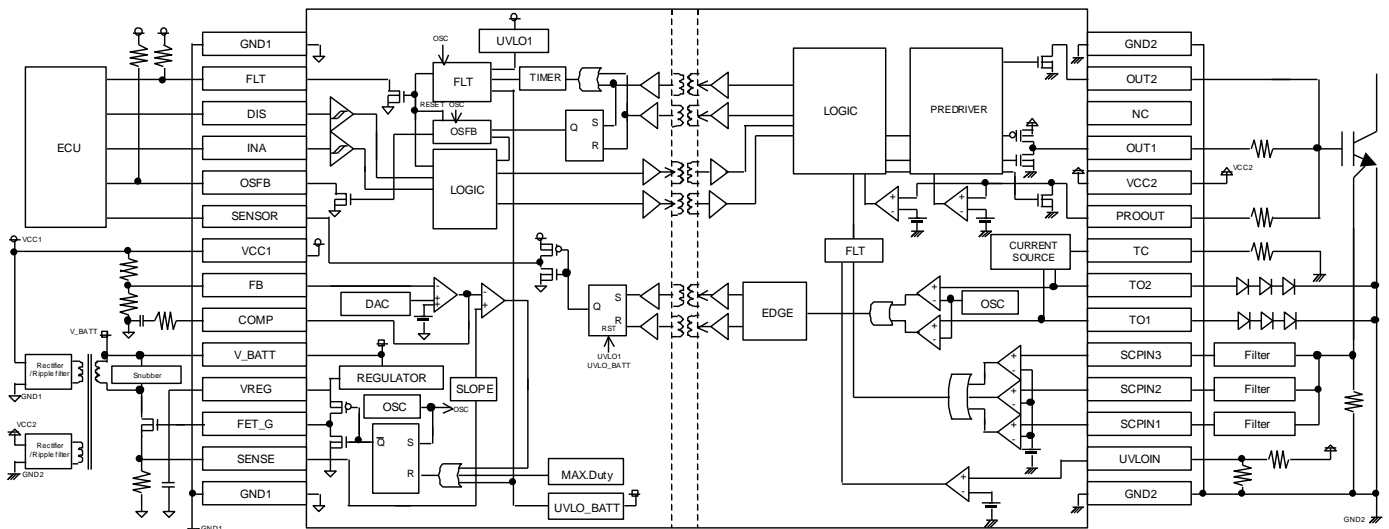 GND1
FLT
DIS
INA
OSFB
SENSOR
VCC1
FB
COMP
V_BATT
VREG
FET_G
SENSE
GND1
ECU
VCC1
V_BATT
Rectifier
/Ripple filter
GND1
Snubber
VCC2
Rectifier
/Ripple filter
GND2
GND1
OSC
UVLO1
FLT
TIMER
RESET
OSC
OSFB
LOGIC
Q
S
R
DAC
REGULATOR
OSC
OSC
SLOPE
Q
S
R
MAX.Duty
UVLO_BATT
Q
S
R
RST
UVLO1
UVLO_BATT
EDGE
LOGIC
PREDRIVER
FLT
CURRENT
SOURCE
OSC
+
-
GND2
OUT2
NC
OUT1
VCC2
PROOUT
TC
TO2
TO1
SCPIN3
SCPIN2
SCPIN1
UVLOIN
GND2
VCC2
Filter
Filter
Filter
GND2